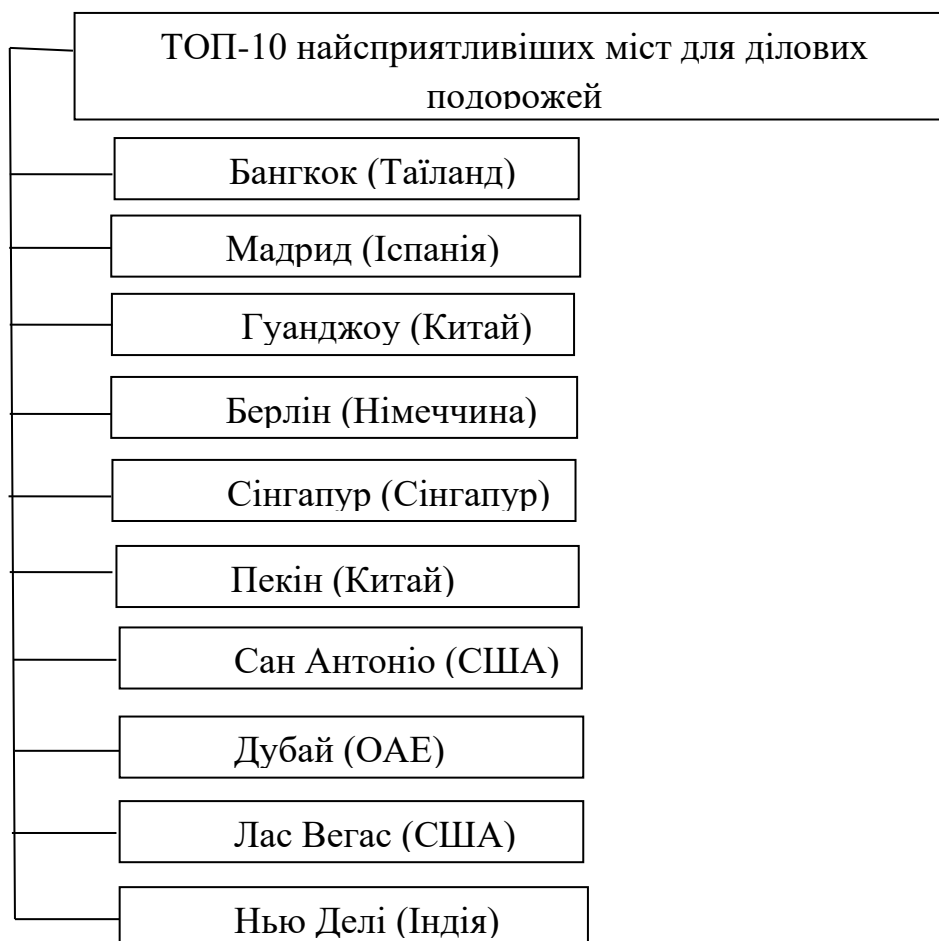 ТОП-10 найсприятливіших міст для ділових
подорожей
Бангкок (Таїланд)
Мадрид (Іспанія)
Гуанджоу (Китай)
Берлін (Німеччина)
Сінгапур (Сінгапур)
Пекін (Китай)
Сан Антоніо (США)
Дубай (ОАЕ)
Лас Вегас (США)
Нью Делі (Індія)